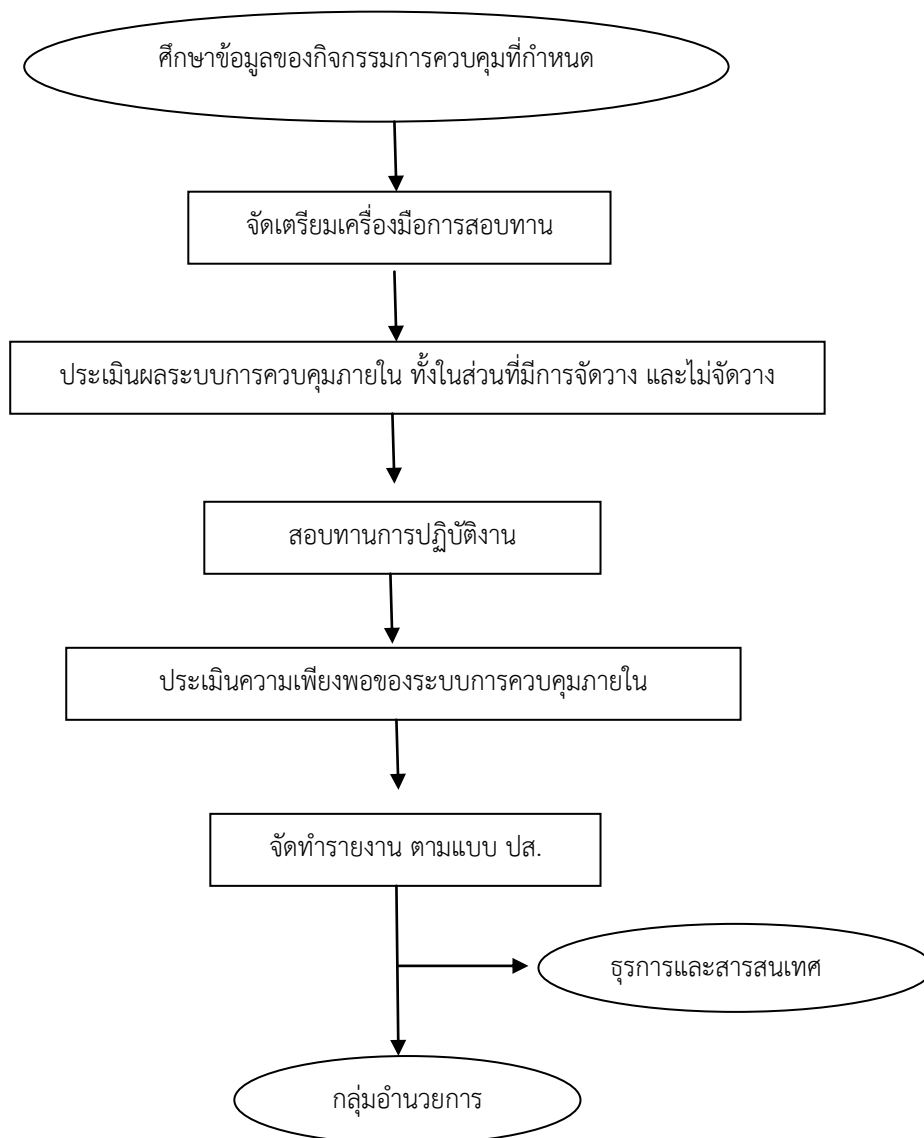 ศึกษาข้อมูลของกิจกรรมการควบคุมที่กำหนด
จัดเตรียมเครื่องมือการสอบทาน
ประเมินผลระบบการควบคุมภายใน ทั้งในส่วนที่มีการจัดวาง และไม่จัดวาง
สอบทานการปฏิบัติงาน
ประเมินความเพียงพอของระบบการควบคุมภายใน
จัดทำรายงาน ตามแบบ ปส.
ธุรการและสารสนเทศ
กลุ่มอำนวยการ